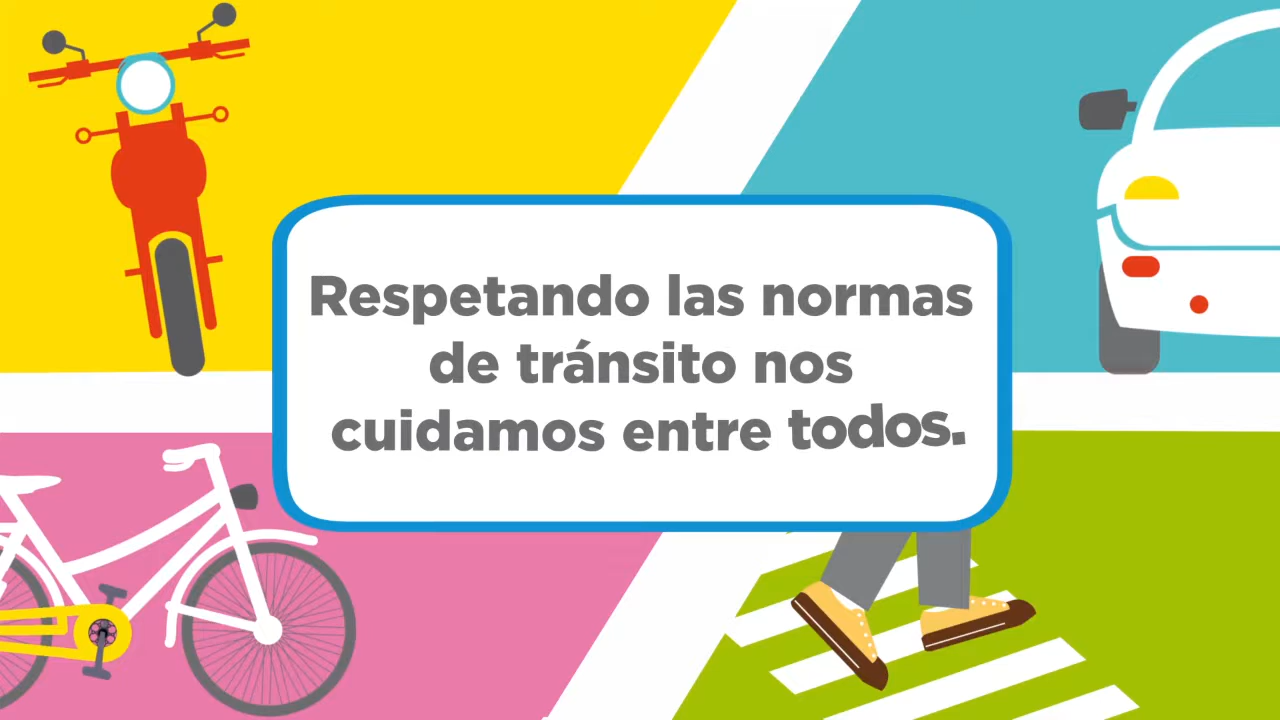 Respetando las normas
de tránsito nos
cuidamos entre todos.